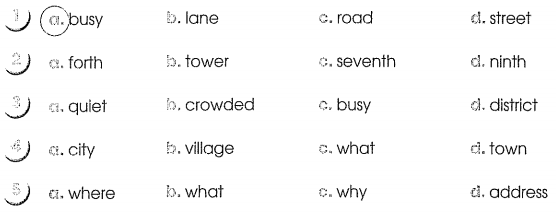 1 a. busy b. lane c. road d. street
2 a. forth b. tower c. seventh d. ninth
3 a. quiet b. crowded c. busy d. district
4 a. city b. village c. what d. town
5 a. where b. what c. why d. address